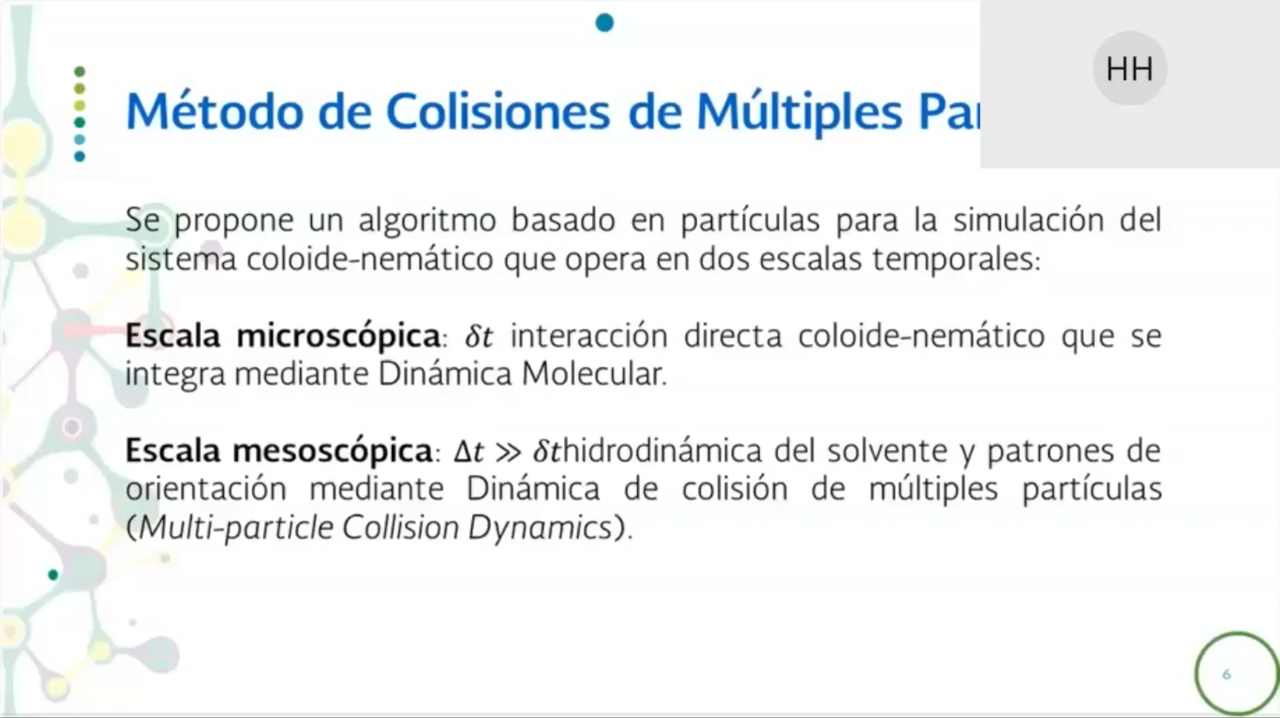 HH
Método de Colisiones de Múltiples
Se propone un algoritmo basado en partículas para la simulación del
sistema coloide-nemático que opera en dos escalas temporales:
Escala microscópica: δt interacción directa coloide-nemático que se
integra mediante Dinámica Molecular.
Escala mesoscópica: Δt ≫ δthidrodinámica del solvente y patrones de
orientación mediante Dinámica de colisión de múltiples partículas
(Multi-particle Collision Dynamics).
6